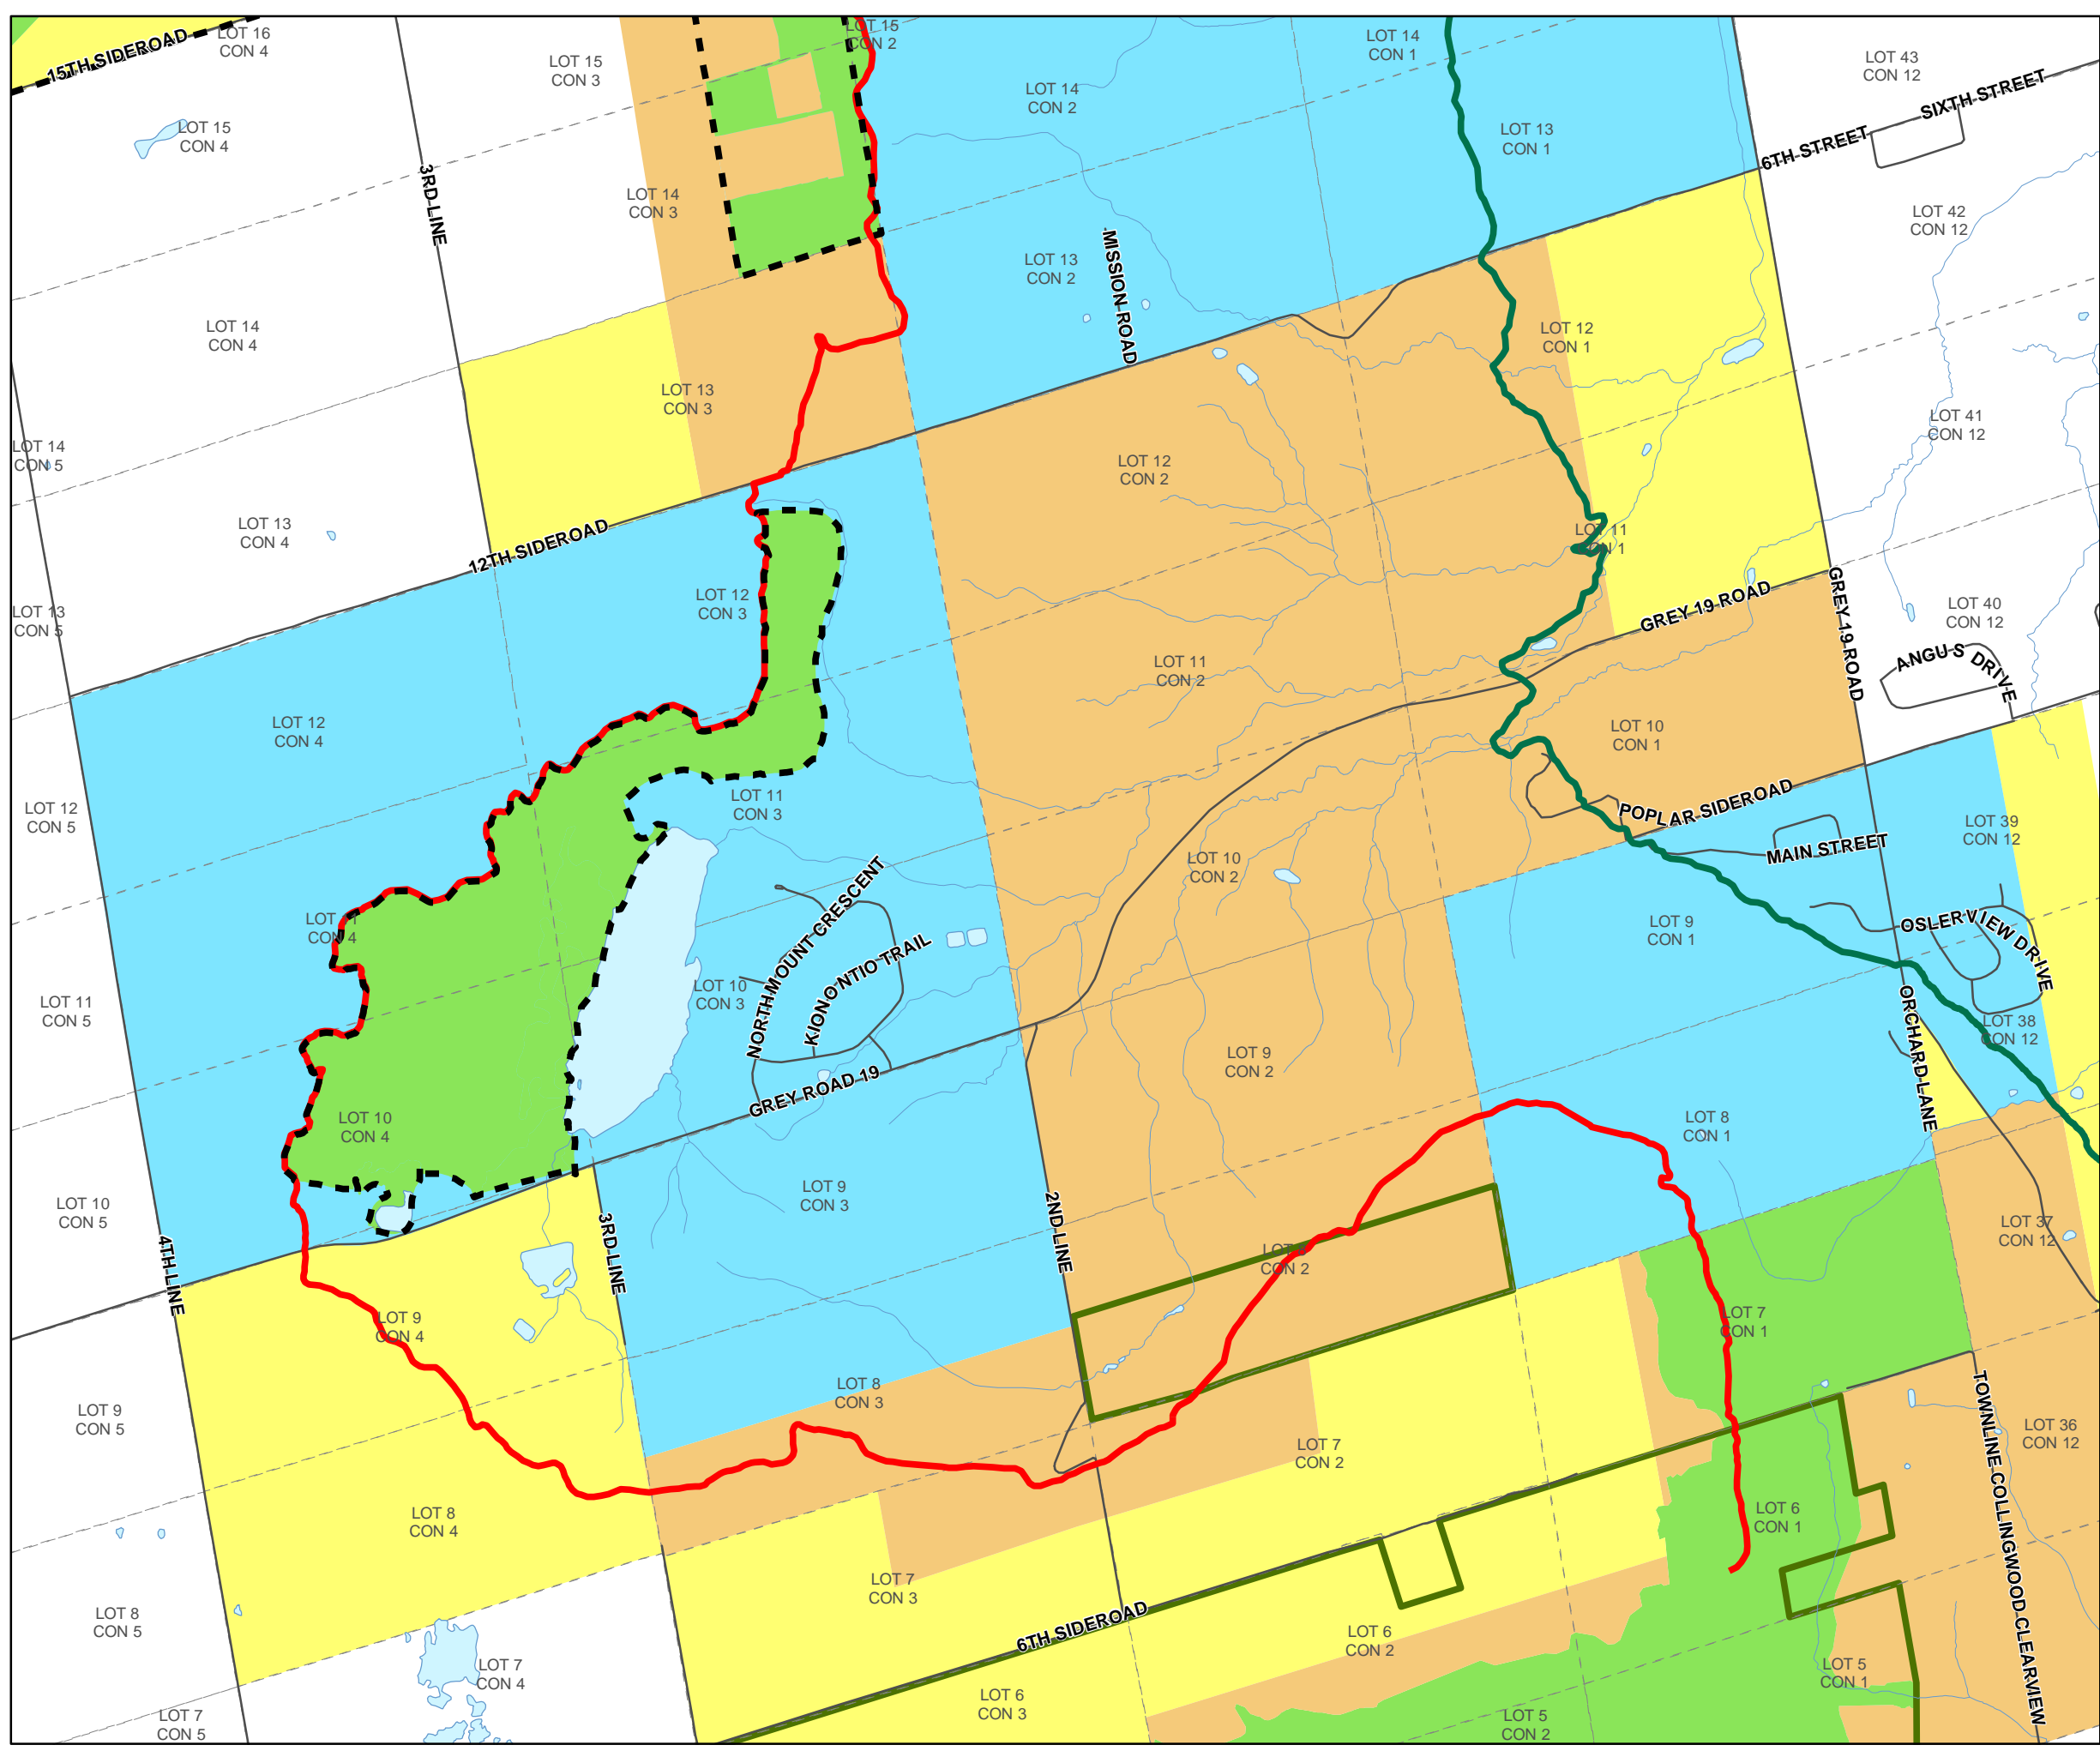 15TH SIDEROAD
LOT 16
CON 4
LOT 15
CON 3
LOT 15
CON 2
LOT 14
CON 2
LOT 14
CON 1
LOT 43
CON 12
SIXTH STREET
6TH STREET
LOT 15
CON 4
3RD LINE
LOT 14
CON 3
LOT 13
CON 1
LOT 42
CON 12
MISSION ROAD
LOT 13
CON 2
LOT 14
CON 4
LOT 12
CON 1
LOT 13
CON 3
LOT 41
CON 12
LOT 14
CON 5
LOT 12
CON 2
LOT 13
CON 4
12TH SIDEROAD
LOT 11
CON 1
LOT 13
CON 5
LOT 12
CON 3
GREY 19 ROAD
GREY 19 ROAD
LOT 40
CON 12
ANGUS DRIVE
LOT 11
CON 2
LOT 12
CON 4
LOT 10
CON 1
LOT 12
CON 5
LOT 11
CON 3
POPLAR SIDEROAD
MAIN STREET
LOT 39
CON 12
LOT 10
CON 2
CON 4
LOT 9
CON 1
OSLERVIEW DRIVE
NORTHMOUNT CRESCENT
KIONONTIO TRAIL
LOT 10
CON 3
LOT 11
CON 5
ORCHARD LANE
LOT 38
CON 12
GREY ROAD 19
LOT 9
CON 2
LOT 10
CON 4
LOT 8
CON 1
LOT 10
CON 5
LOT 9
CON 3
2ND LINE
3RD LINE
4TH LINE
LOT 37
CON 12
CON 2
LOT 9
CON 4
LOT 7
CON 1
LOT 9
CON 5
LOT 8
CON 3
LOT 7
CON 2
TOWNLINE COLLINGWOOD-CLEARVIEW
LOT 36
CON 12
LOT 8
CON 4
LOT 6
CON 1
LOT 7
CON 3
LOT 8
CON 5
6TH SIDEROAD
LOT 6
CON 2
LOT 7
CON 4
LOT 5
CON 1
LOT 6
CON 3
LOT 7
CON 5
LOT 5
CON 2